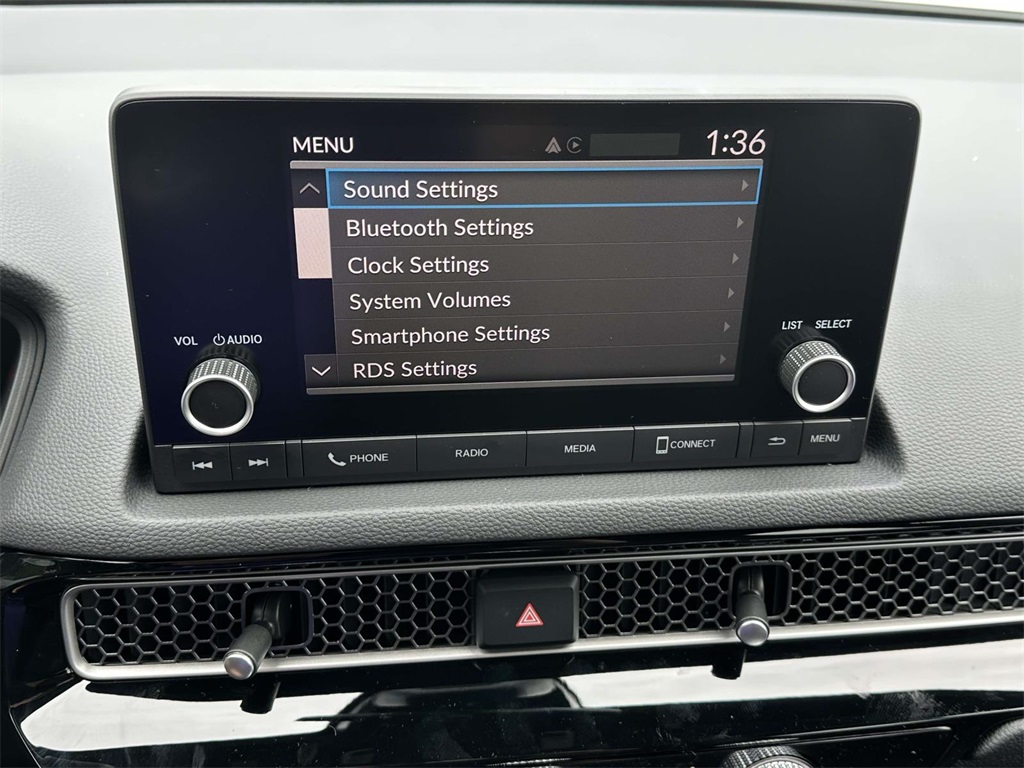 MENU 1:36
Sound Settings
Bluetooth Settings
Clock Settings
System Volumes
Smartphone Settings
RDS Settings
VOL AUDIO
LIST SELECT
PHONE RADIO MEDIA CONNECT MENU